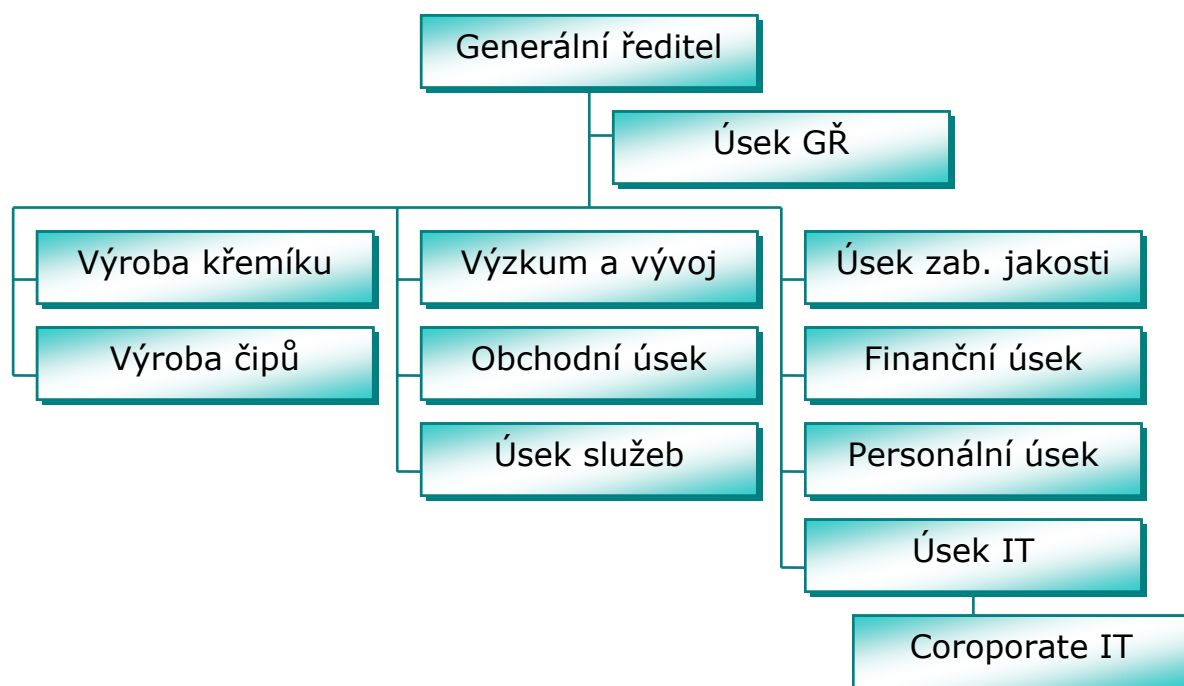 Generální ředitel
Úsek GŘ
Výroba křemíku
Výroba čipů
Výzkum a vývoj
Obchodní úsek
Úsek služeb
Úsek zab. jakosti
Finanční úsek
Personální úsek
Úsek IT
Coroporate IT